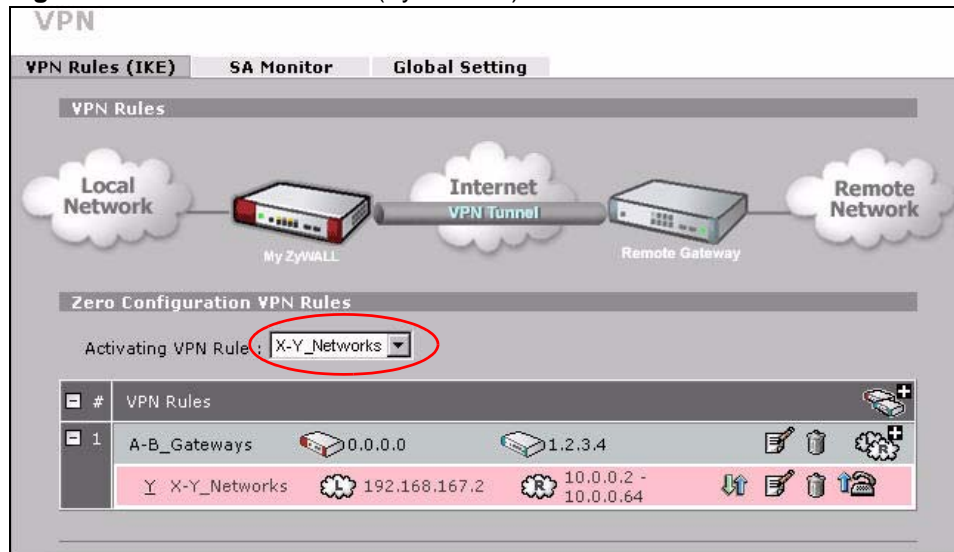 VPN
VPN Rules (IKE) SA Monitor Global Setting
VPN Rules
Local Network
Internet
VPN Tunnel
Remote Network
My ZyWALL
Remote Gateway
Zero Configuration VPN Rules
Activating VPN Rule : X-Y_Networks
# VPN Rules
1 A-B_Gateways 0.0.0.0 1.2.3.4
R
Y X-Y_Networks L 192.168.167.2 R 10.0.0.2 - 10.0.0.64